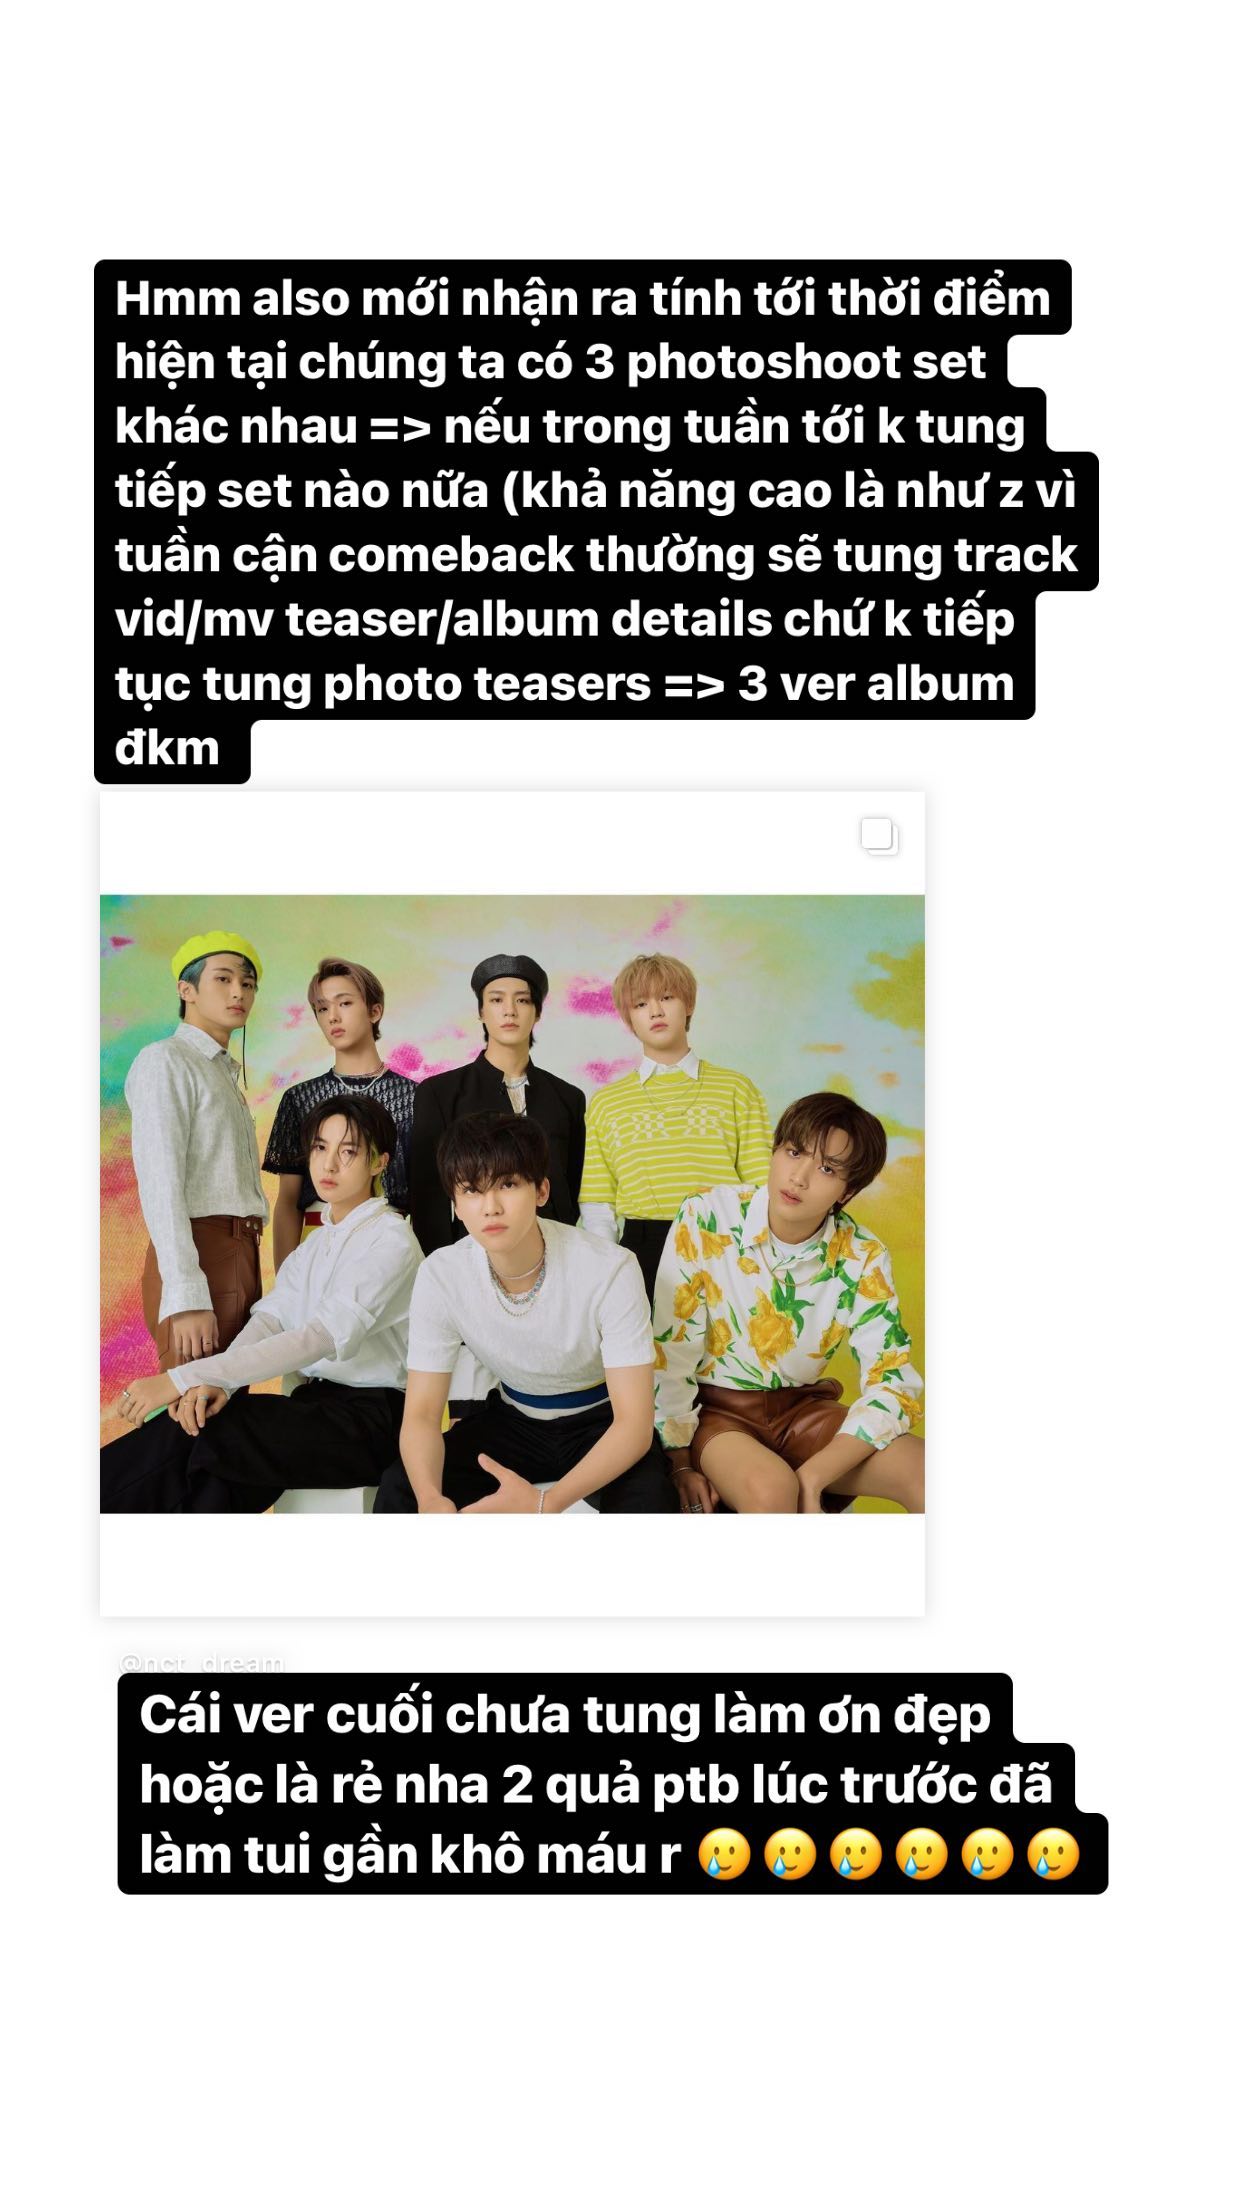 Hmm also mới nhận ra tính tới thời điểm
hiện tại chúng ta có 3 photoshoot set
khác nhau => nếu trong tuần tới k tung
tiếp set nào nữa (khả năng cao là như z vì
tuần cận comeback thường sẽ tung track
vid/mv teaser/album details chứ k tiếp
tục tung photo teasers => 3 ver album
đkm
@nct_dream
Cái ver cuối chưa tung làm ơn đẹp
hoặc là rẻ nha 2 quả ptb lúc trước đã
làm tui gần khô máu r 🥲🥲🥲🥲🥲🥲